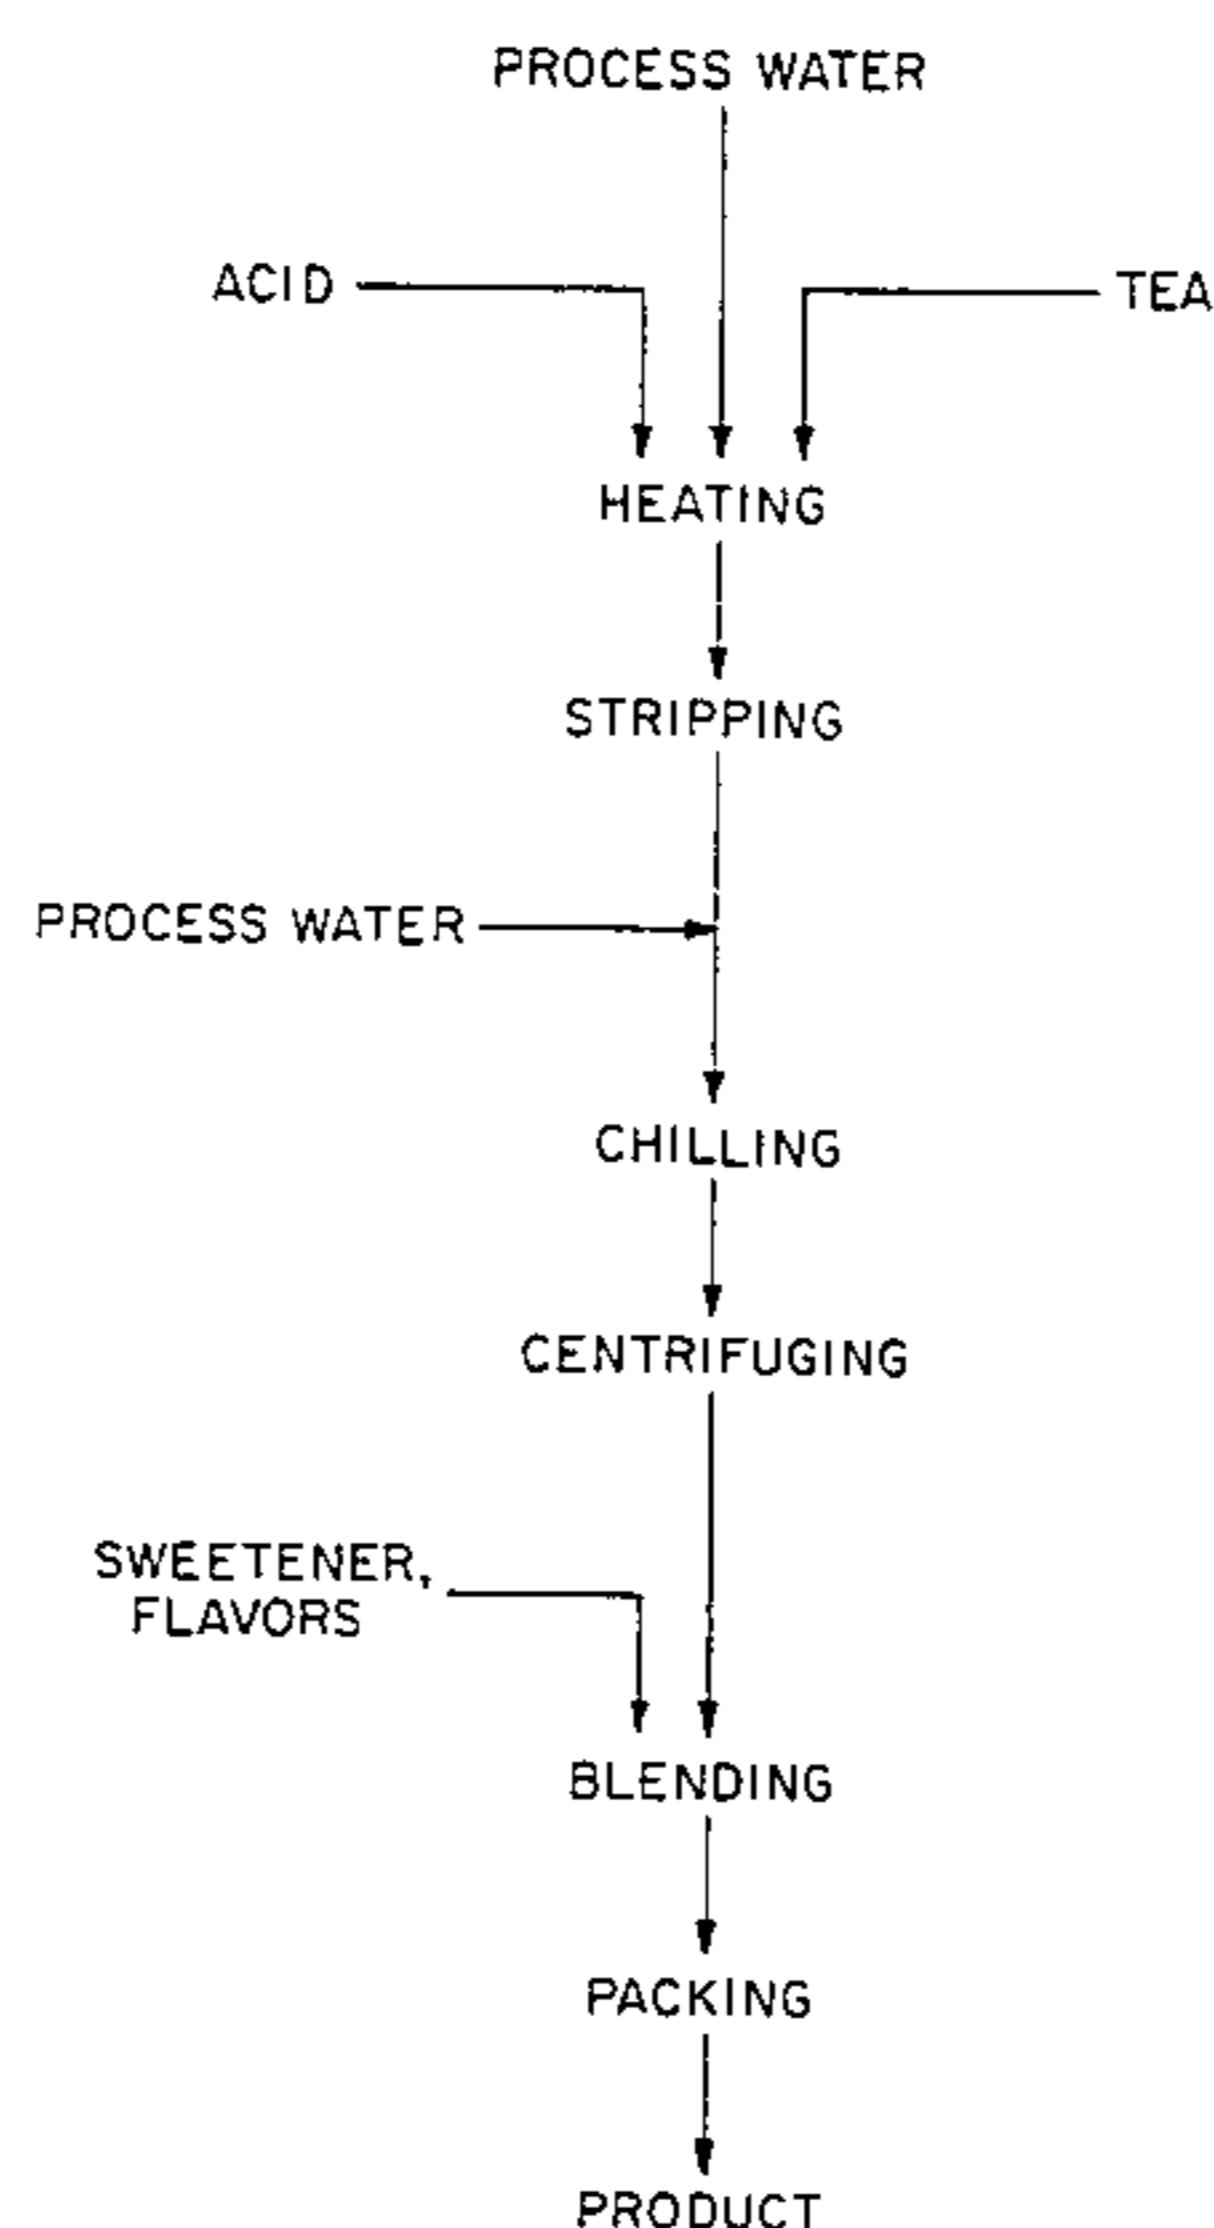 PROCESS WATER
ACID
TEA
HEATING
STRIPPING
PROCESS WATER
CHILLING
CENTRIFUGING
SWEETENER,
FLAVORS
BLENDING
PACKING
PRODUCT